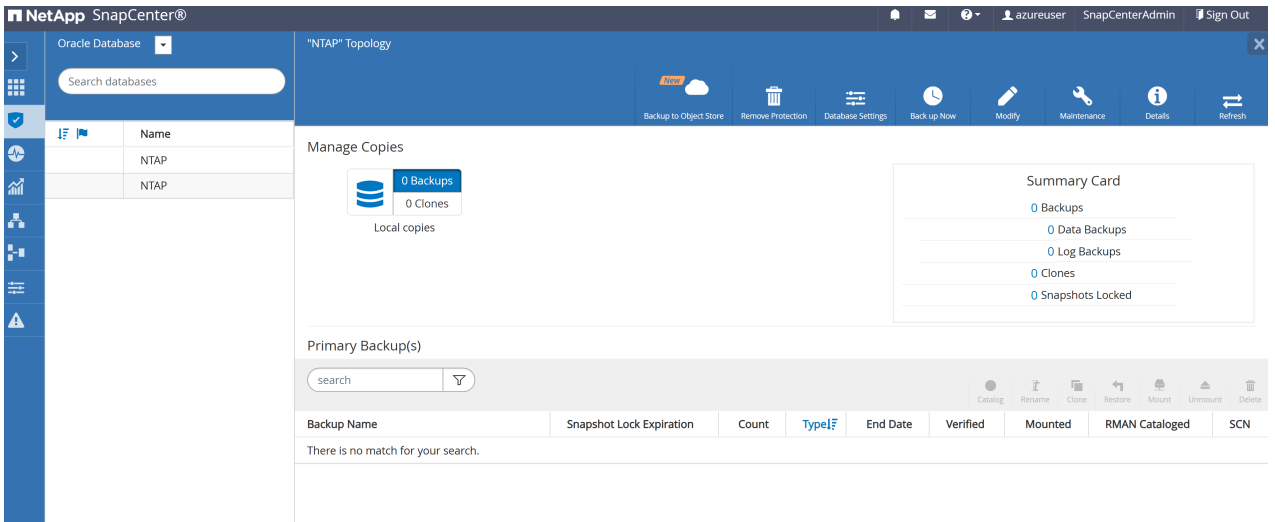 NetApp SnapCenter®
azureuser SnapCenterAdmin Sign Out
Oracle Database
"NTAP" Topology
Search databases
New
Backup to Object Store Remove Protection Database Settings Back up Now Modify Maintenance Details Refresh
Name
NTAP
NTAP
Manage Copies
0 Backups
0 Clones
Local copies
Summary Card
0 Backups
0 Data Backups
0 Log Backups
0 Clones
0 Snapshots Locked
Primary Backup(s)
search
Catalog Rename Clone Restore Mount Unmount Delete
Backup Name Snapshot Lock Expiration Count Type End Date Verified Mounted RMAN Cataloged SCN
There is no match for your search.